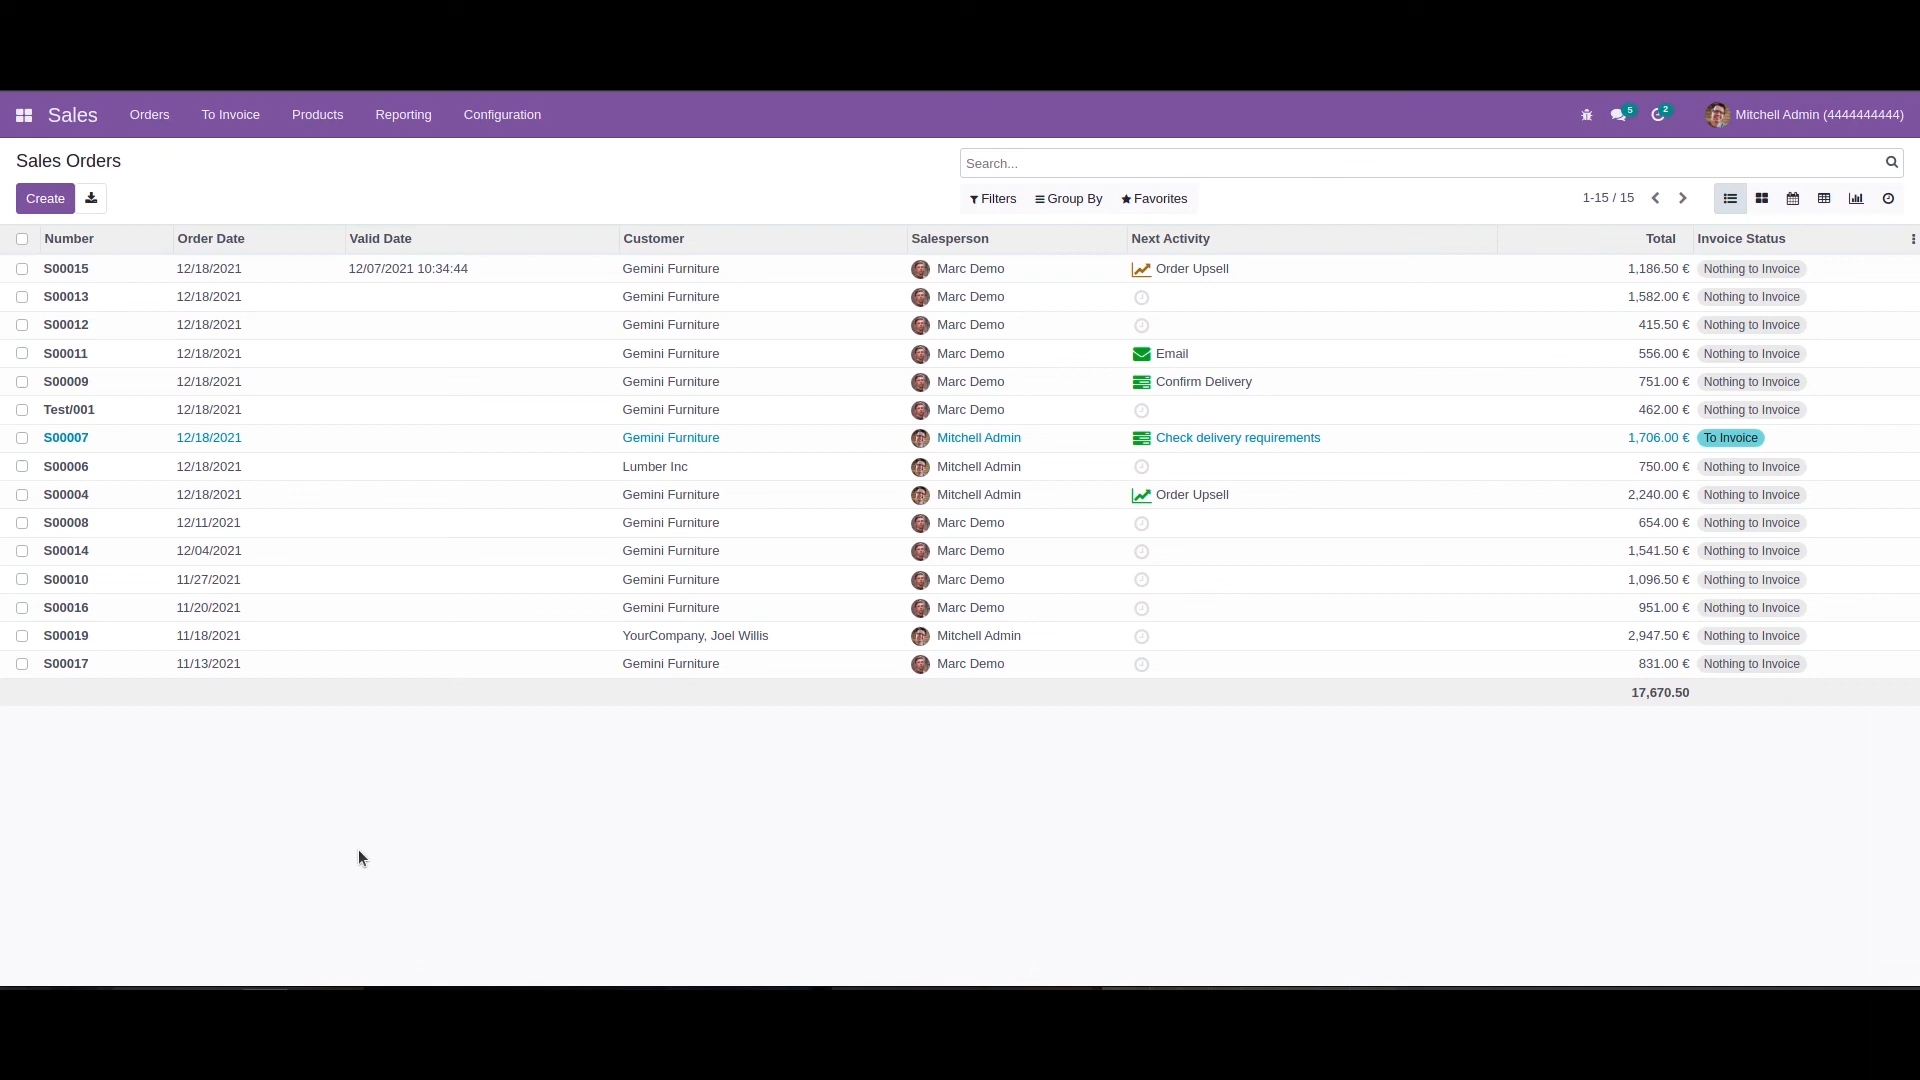 Sales Orders To Invoice Products Reporting Configuration 5 2 Mitchell Admin (4444444444)
Sales Orders
Search...
Create Filters Group By Favorites 1-15 / 15
Number Order Date Valid Date Customer Salesperson Next Activity Total Invoice Status
S00015 12/18/2021 12/07/2021 10:34:44 Gemini Furniture Marc Demo Order Upsell 1,186.50 € Nothing to Invoice
S00013 12/18/2021 Gemini Furniture Marc Demo 1,582.00 € Nothing to Invoice
S00012 12/18/2021 Gemini Furniture Marc Demo 415.50 € Nothing to Invoice
S00011 12/18/2021 Gemini Furniture Marc Demo Email 556.00 € Nothing to Invoice
S00009 12/18/2021 Gemini Furniture Marc Demo Confirm Delivery 751.00 € Nothing to Invoice
Test/001 12/18/2021 Gemini Furniture Marc Demo 462.00 € Nothing to Invoice
S00007 12/18/2021 Gemini Furniture Mitchell Admin Check delivery requirements 1,706.00 € To Invoice
S00006 12/18/2021 Lumber Inc Mitchell Admin 750.00 € Nothing to Invoice
S00004 12/18/2021 Gemini Furniture Mitchell Admin Order Upsell 2,240.00 € Nothing to Invoice
S00008 12/11/2021 Gemini Furniture Marc Demo 654.00 € Nothing to Invoice
S00014 12/04/2021 Gemini Furniture Marc Demo 1,541.50 € Nothing to Invoice
S00010 11/27/2021 Gemini Furniture Marc Demo 1,096.50 € Nothing to Invoice
S00016 11/20/2021 Gemini Furniture Marc Demo 951.00 € Nothing to Invoice
S00019 11/18/2021 YourCompany, Joel Willis Mitchell Admin 2,947.50 € Nothing to Invoice
S00017 11/13/2021 Gemini Furniture Marc Demo 831.00 € Nothing to Invoice
17,670.50